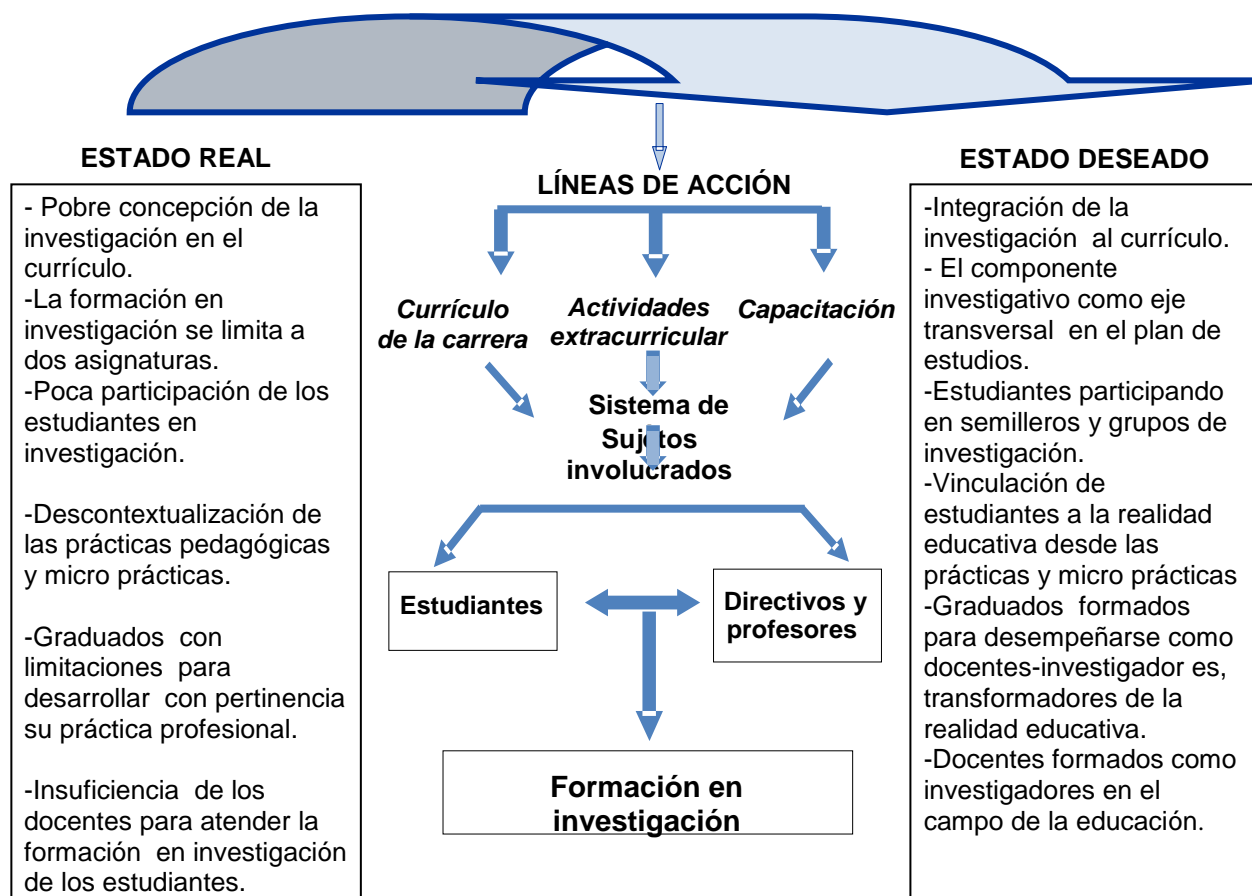 ESTADO REAL
- Pobre concepción de la
investigación en el
currículo.
-La formación en
investigación se limita a
dos asignaturas.
-Poca participación de los
estudiantes en
investigación.
-Descontextualización de
las prácticas pedagógicas
y micro prácticas.
-Graduados con
limitaciones para
desarrollar con pertinencia
su práctica profesional.
-Insuficiencia de los
docentes para atender la
formación en investigación
de los estudiantes.
LÍNEAS DE ACCIÓN
Currículo
de la carrera
Actividades
extracurricular
Capacitación
Sistema de
Sujetos
involucrados
Estudiantes
Directivos y
profesores
Formación en
investigación
ESTADO DESEADO
-Integración de la
investigación al currículo.
- El componente
investigativo como eje
transversal en el plan de
estudios.
-Estudiantes participando
en semilleros y grupos de
investigación.
-Vinculación de
estudiantes a la realidad
educativa desde las
prácticas y micro prácticas
-Graduados formados
para desempeñarse como
docentes-investigador es,
transformadores de la
realidad educativa.
-Docentes formados como
investigadores en el
campo de la educación.